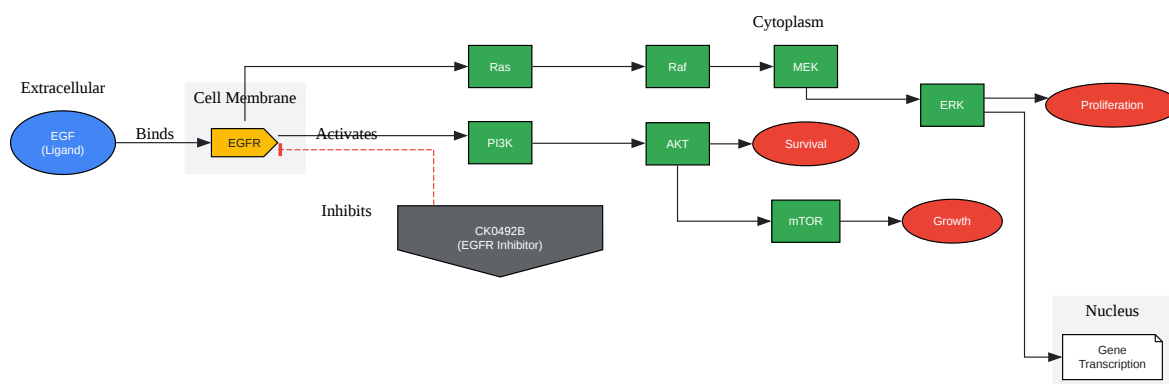 Cytoplasm
Extracellular
Cell Membrane
Ras
Raf
MEK
ERK
Proliferation
EGF
(Ligand)
Binds
EGFR
Activates
PI3K
AKT
Survival
Inhibits
CK0492B
(EGFR Inhibitor)
mTOR
Growth
Nucleus
Gene
Transcription